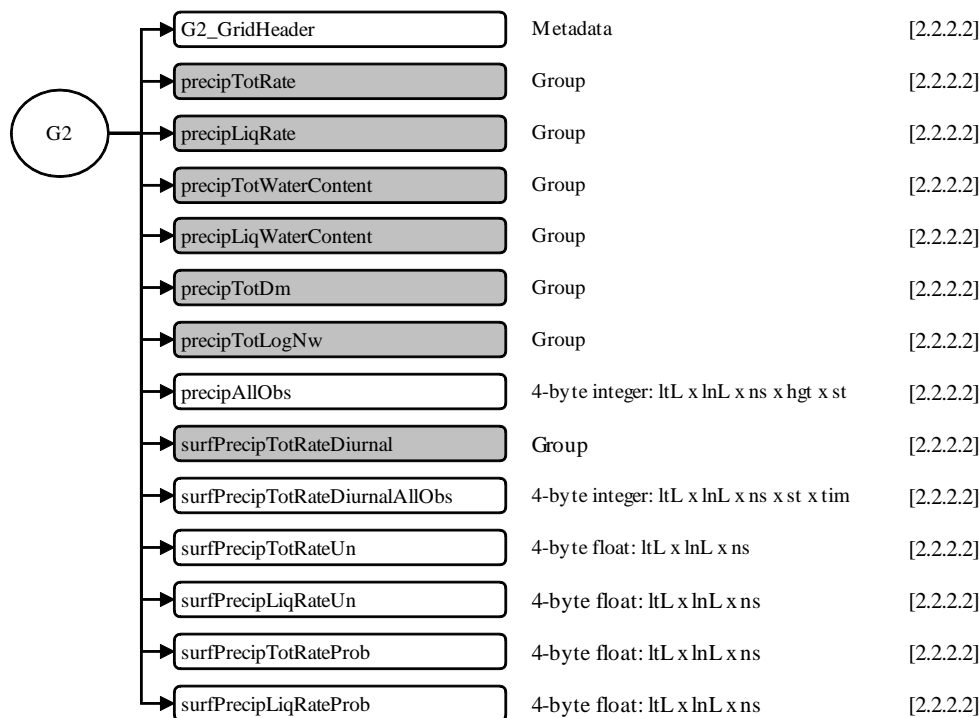 G2_GridHeader Metadata [2.2.2.2]
precipTotRate Group [2.2.2.2]
G2 precipLiqRate Group [2.2.2.2]
precipTotWaterContent Group [2.2.2.2]
precipLiqWaterContent Group [2.2.2.2]
precipTotDm Group [2.2.2.2]
precipTotLogNw Group [2.2.2.2]
precipAllObs 4-byte integer: ltL x lnL x ns x hgt x st [2.2.2.2]
surfPrecipTotRateDiurnal Group [2.2.2.2]
surfPrecipTotRateDiurnalAllObs 4-byte integer: ltL x lnL x ns x st x tim [2.2.2.2]
surfPrecipTotRateUn 4-byte float: ltL x lnL x ns [2.2.2.2]
surfPrecipLiqRateUn 4-byte float: ltL x lnL x ns [2.2.2.2]
surfPrecipTotRateProb 4-byte float: ltL x lnL x ns [2.2.2.2]
surfPrecipLiqRateProb 4-byte float: ltL x lnL x ns [2.2.2.2]